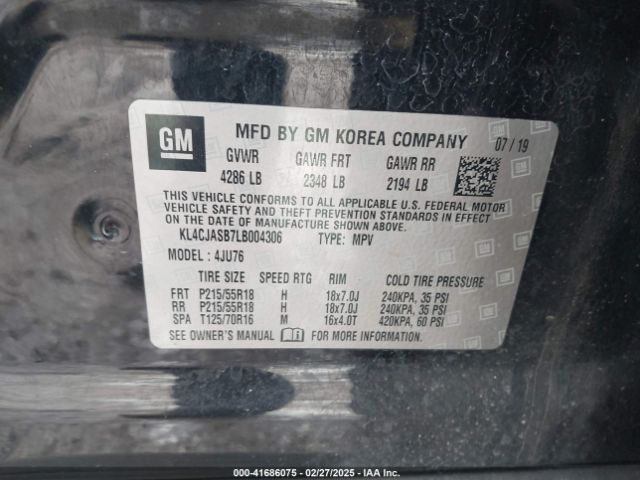 GM
MFD BY GM KOREA COMPANY 07/19
GVWR GAWR FRT GAWR RR
4286 LB 2348 LB 2194 LB
THIS VEHICLE CONFORMS TO ALL APPLICABLE U.S. FEDERAL MOTOR
VEHICLE SAFETY AND THEFT PREVENTION STANDARDS IN EFFECT
ON THE DATE OF MANUFACTURE SHOWN ABOVE.
KL4CJASB7LB004306 TYPE: MPV
MODEL : 4JU76
TIRE SIZE SPEED RTG RIM COLD TIRE PRESSURE
FRT P215/55R18 H 18x7.0J 240KPA, 35 PSI
RR P215/55R18 H 18x7.0J 240KPA, 35 PSI
SPA T125/70R16 M 16x4.0T 420KPA, 60 PSI
SEE OWNER'S MANUAL FOR MORE INFORMATION.
000-41686075 — 02/27/2025 — IAA Inc.